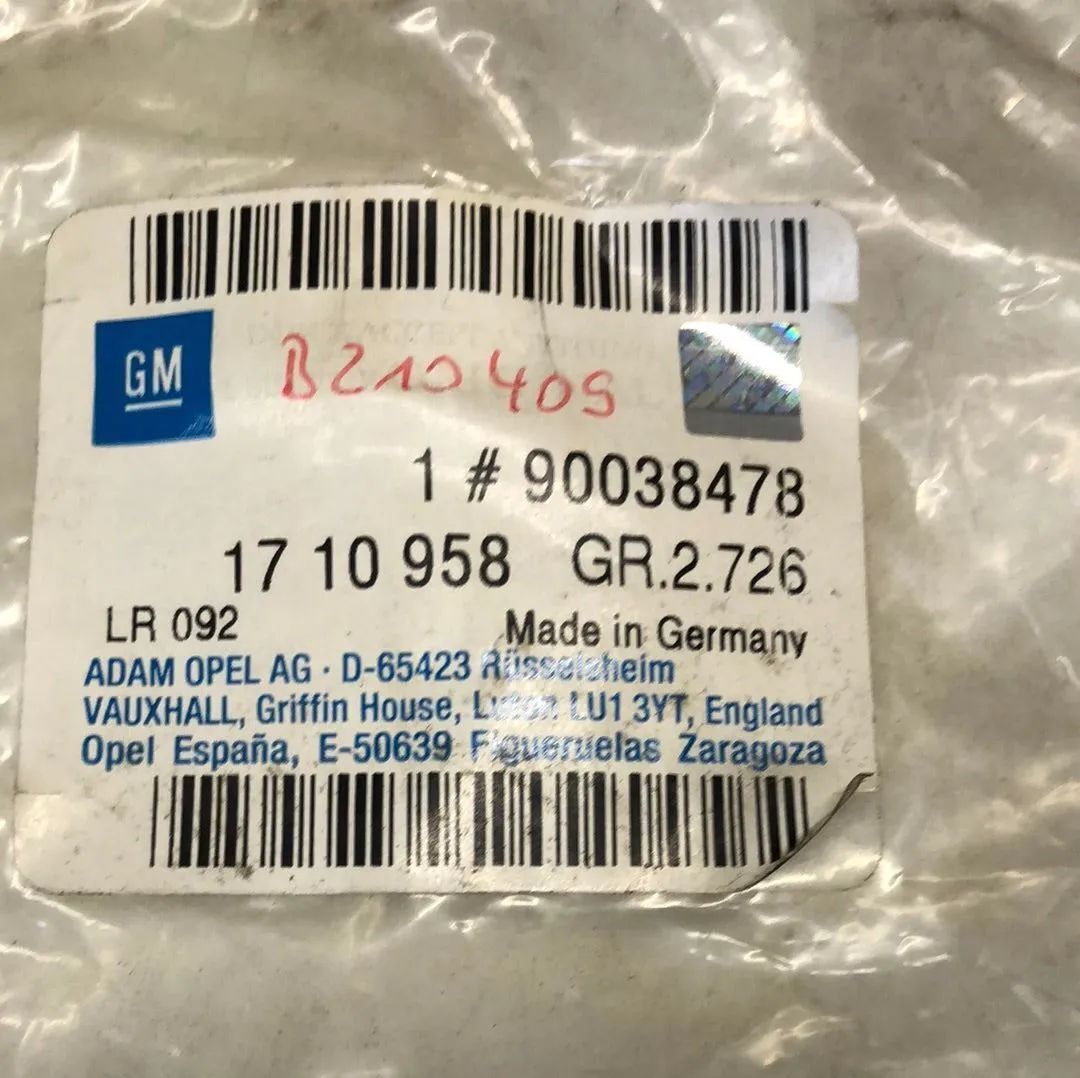 GM
B210409
1 # 90038478
17 10 958 GR.2.726
LR 092 Made in Germany
ADAM OPEL AG · D-65423 Rüsselsheim
VAUXHALL, Griffin House, Luton LU1 3YT, England
Opel España, E-50639 Figueruelas Zaragoza